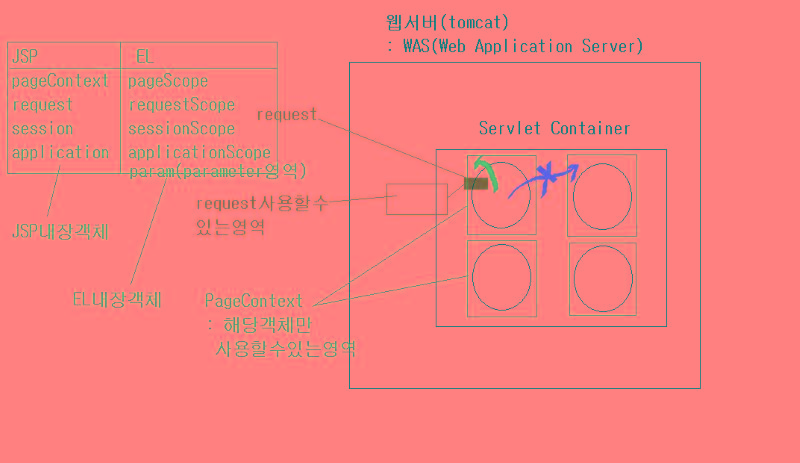 웹서버(tomcat)
: WAS(Web Application Server)
JSP EL
pageContext pageScope
request requestScope
session sessionScope
application applicationScope
param(parameter영역)
request
Servlet Container
request사용할수
있는영역
JSP내장객체
EL내장객체
PageContext
: 해당객체만
사용할수있는영역